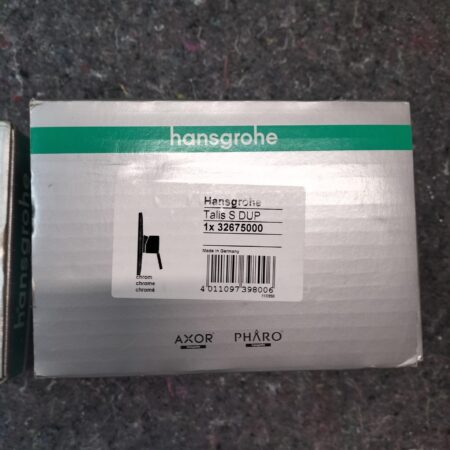 hansgrohe
Hansgrohe
Talis S DUP
1x 32675000
Made in Germany
chrom
chrome
chromé
4 011097 398006
AXOR PHARO
hansgrohe